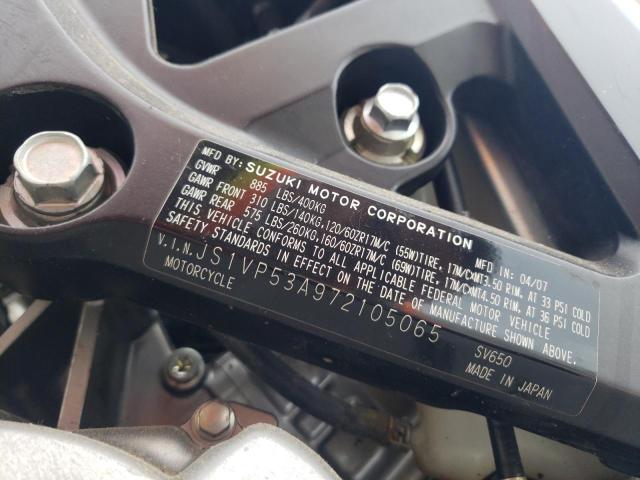 MFD BY: SUZUKI MOTOR CORPORATION
GVWR 885 LBS/400KG
GAWR FRONT 310 LBS/140KG,120/60ZR17M/C (55W)TIRE, 17M/C×MT3.50 RIM, AT 33 PSI COLD
GAWR REAR 575 LBS/260KG,160/60ZR17M/C (69W)TIRE, 17M/C×MT4.50 RIM, AT 36 PSI COLD
IN: 04/07
THIS VEHICLE CONFORMS TO ALL APPLICABLE FEDERAL MOTOR VEHICLE
SAFETY STANDARDS IN EFFECT ON THE DATE OF MANUFACTURE SHOWN ABOVE.
V.I.N. JS1VP53A972105065
MOTORCYCLE
SV650
MADE IN JAPAN